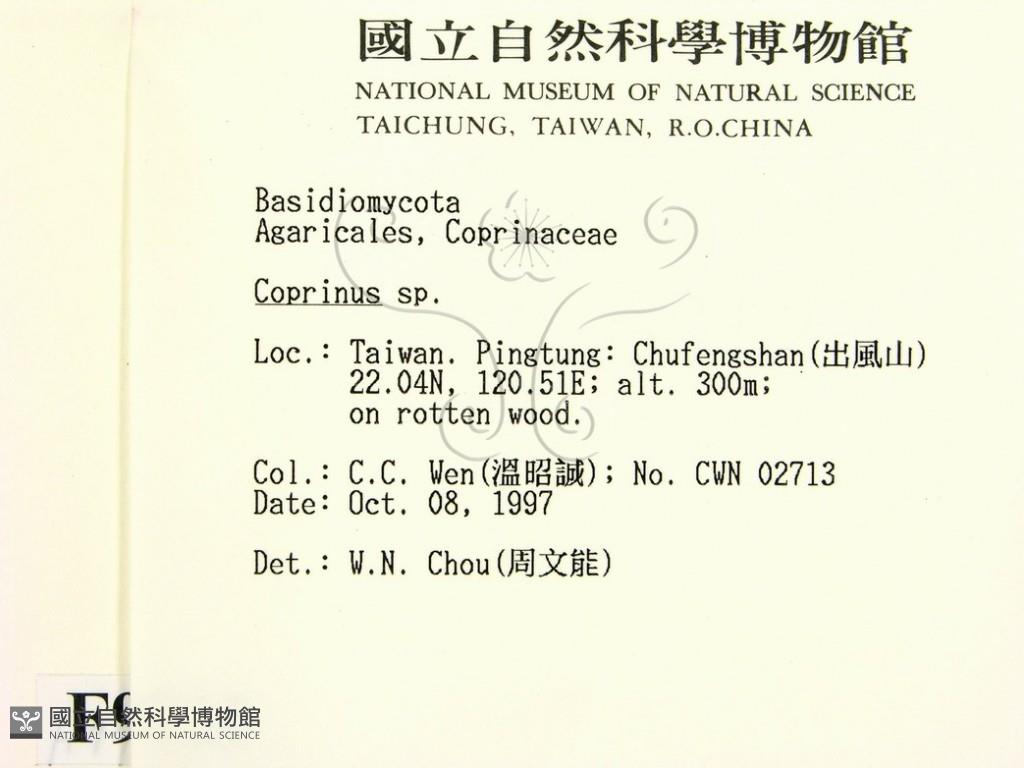 國立自然科學博物館
NATIONAL MUSEUM OF NATURAL SCIENCE
TAICHUNG, TAIWAN, R.O.CHINA
Basidiomycota
Agaricales, Coprinaceae
Coprinus sp.
Loc.: Taiwan. Pingtung: Chufengshan(出風山)
22.04N, 120.51E; alt. 300m;
on rotten wood.
Col.: C.C. Wen(溫昭誠); No. CWN 02713
Date: Oct. 08, 1997
Det.: W.N. Chou(周文能)
F9
國立自然科學博物館
NATIONAL MUSEUM OF NATURAL SCIENCE